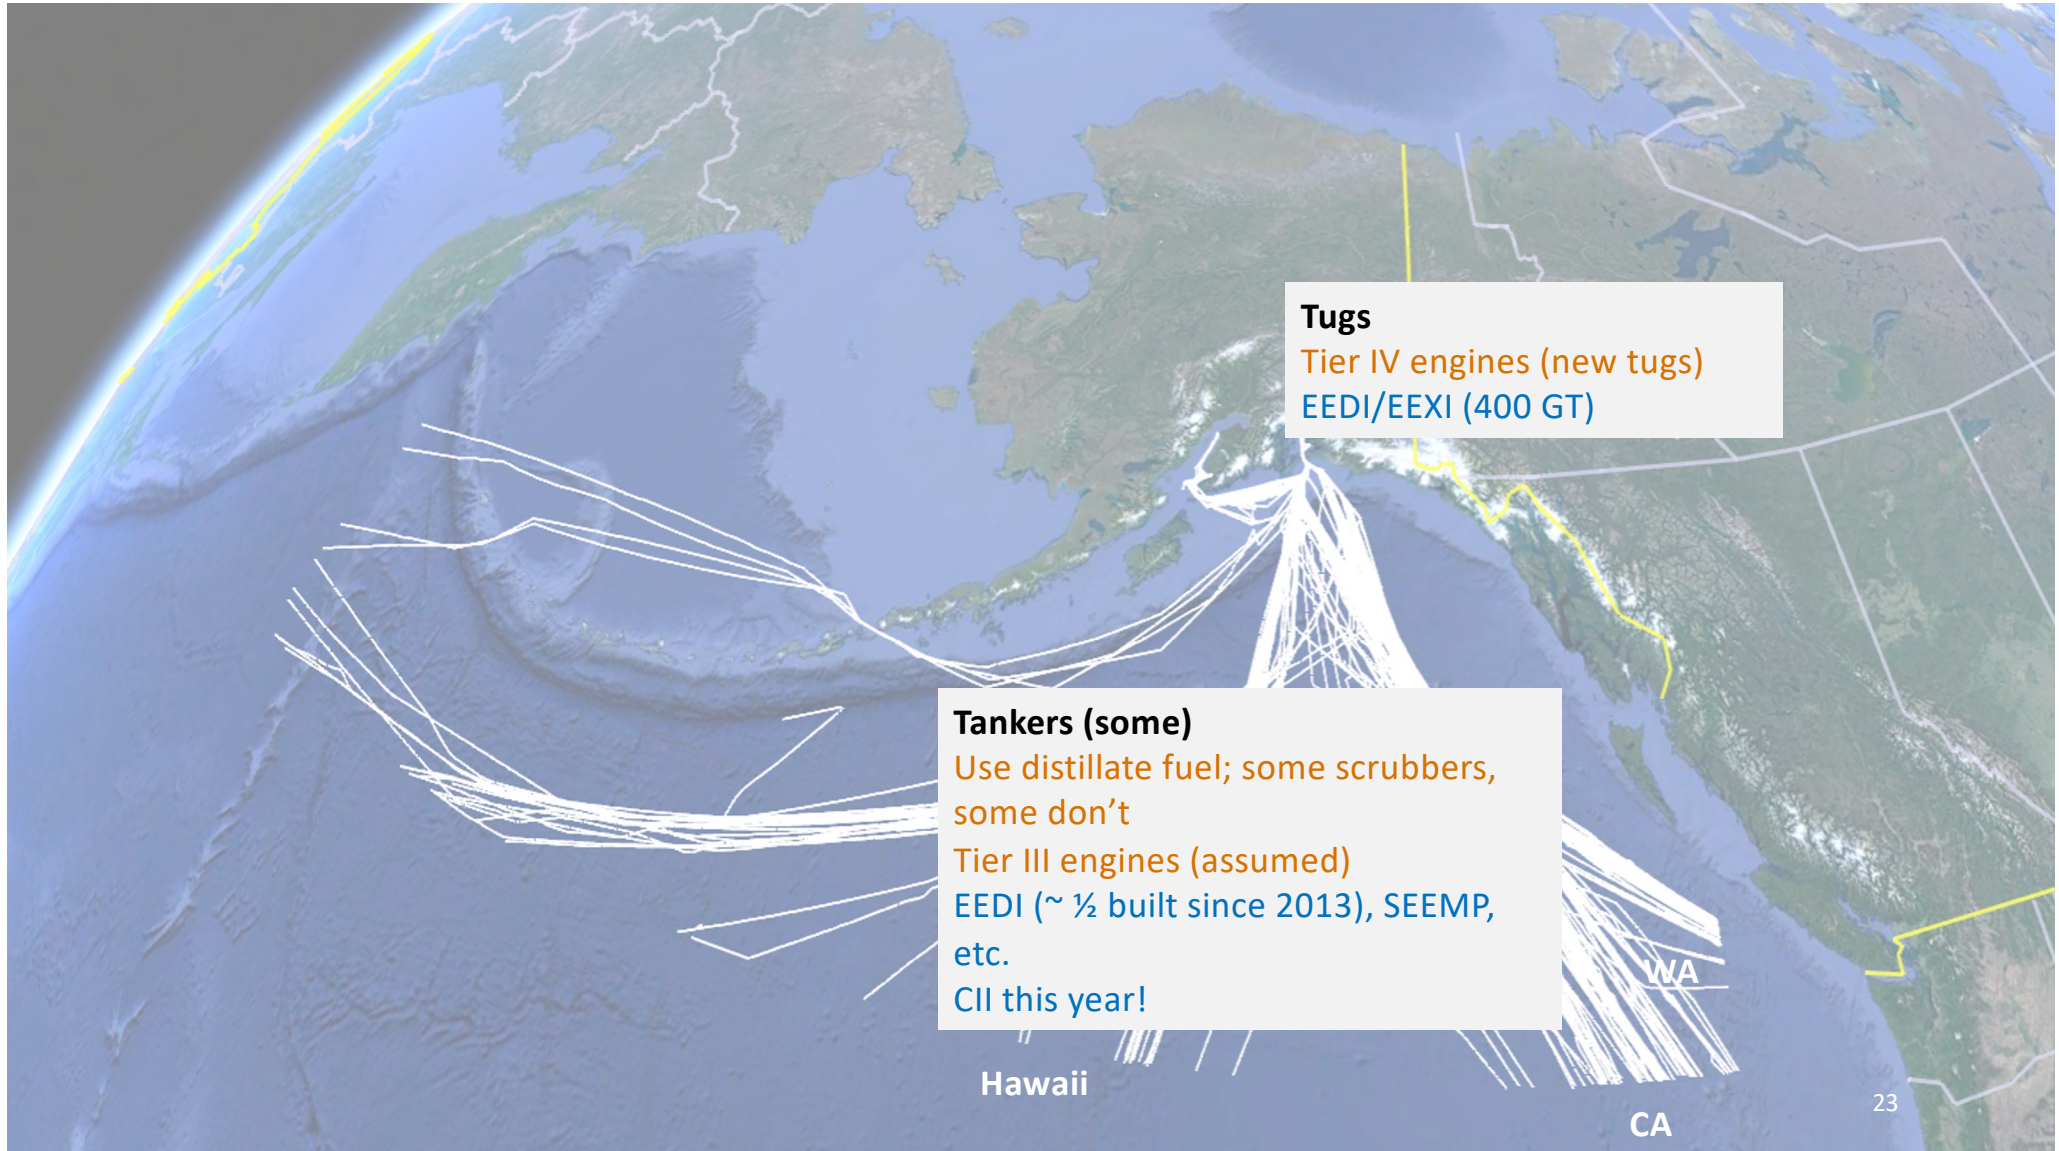 Tugs
Tier IV engines (new tugs)
EEDI/EEXI (400 GT)
Tankers (some)
Use distillate fuel; some scrubbers,
some don’t
Tier III engines (assumed)
EEDI (~ ½ built since 2013), SEEMP,
etc.
CII this year!
WA
Hawaii
CA
23